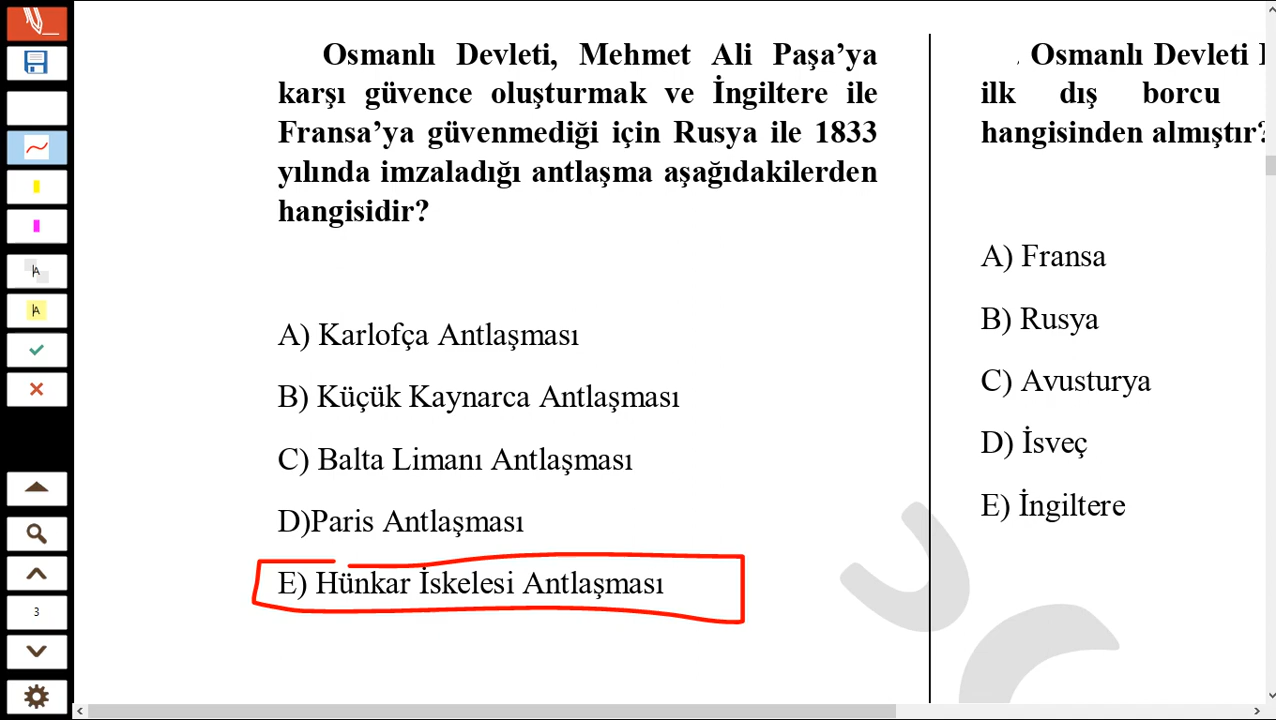 Osmanlı Devleti, Mehmet Ali Paşa’ya
karşı güvence oluşturmak ve İngiltere ile
Fransa’ya güvenmediği için Rusya ile 1833
yılında imzaladığı antlaşma aşağıdakilerden
hangisidir?
A) Karlofça Antlaşması
B) Küçük Kaynarca Antlaşması
C) Balta Limanı Antlaşması
D)Paris Antlaşması
E) Hünkar İskelesi Antlaşması
Osmanlı Devleti
ilk dış borcu
hangisinden almıştır?
A) Fransa
B) Rusya
C) Avusturya
D) İsveç
E) İngiltere
A
A
3